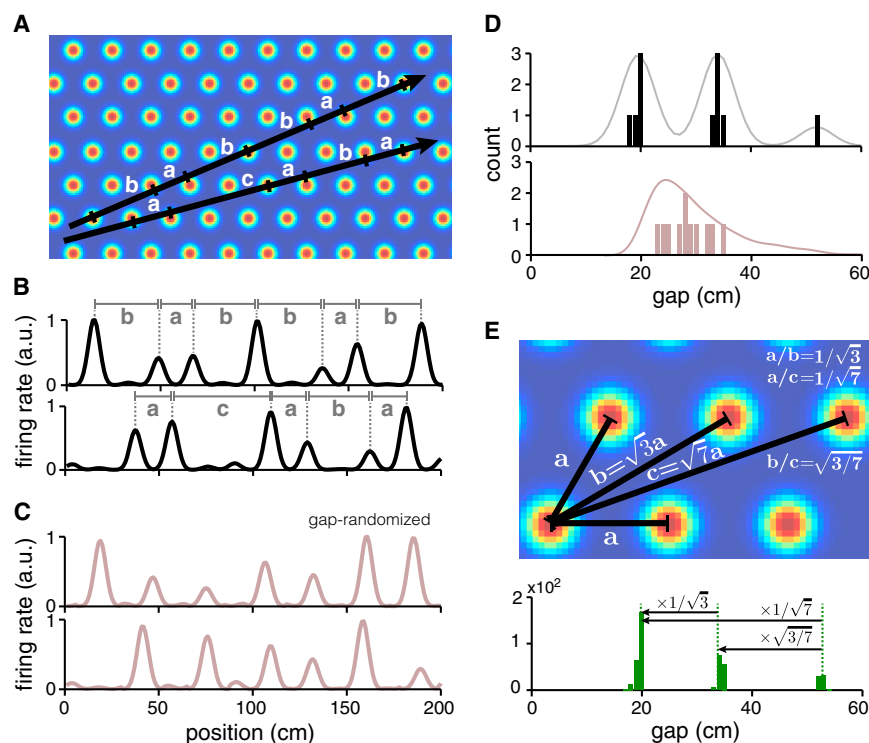 A
b
a
b
b
a
b
a
b
c
a
a
b
B
firing rate (a.u.)
1
0
b a b b a b
1
0
a c a b a
C
firing rate (a.u.)
gap-randomized
1
0
1
0
0 50 100 150 200
position (cm)
D
count
3
2
1
0
3
2
1
0
0 20 40 60
gap (cm)
E
a/b=1/√3
a/c=1/√7
a
b=√3a
c=√7a
b/c=√3/7
a
x10²
2
1
0
×1/√3
×1/√7
×√3/7
0 20 40 60
gap (cm)